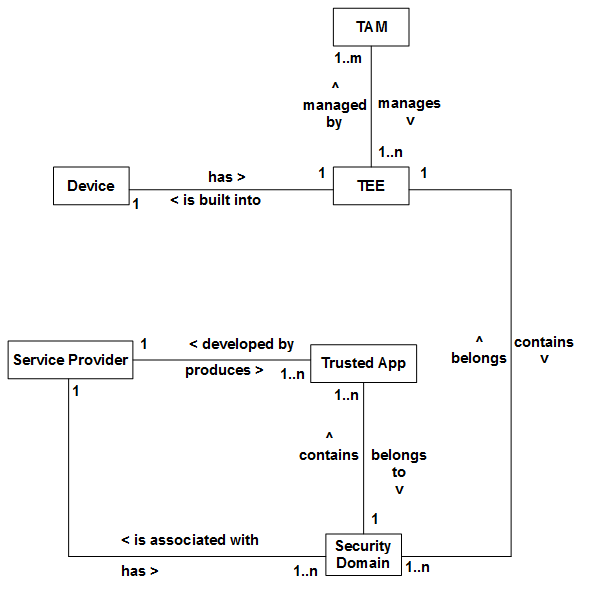 TAM
1..m
^
managed
by
manages
v
1..n
Device
has >
1
TEE
1
1
< is built into
Service Provider
1
< developed by
produces >
1..n
Trusted App
^
belongs
contains
v
1
1..n
^
contains
belongs
to
v
1
< is associated with
has >
1..n
Security
Domain
1..n